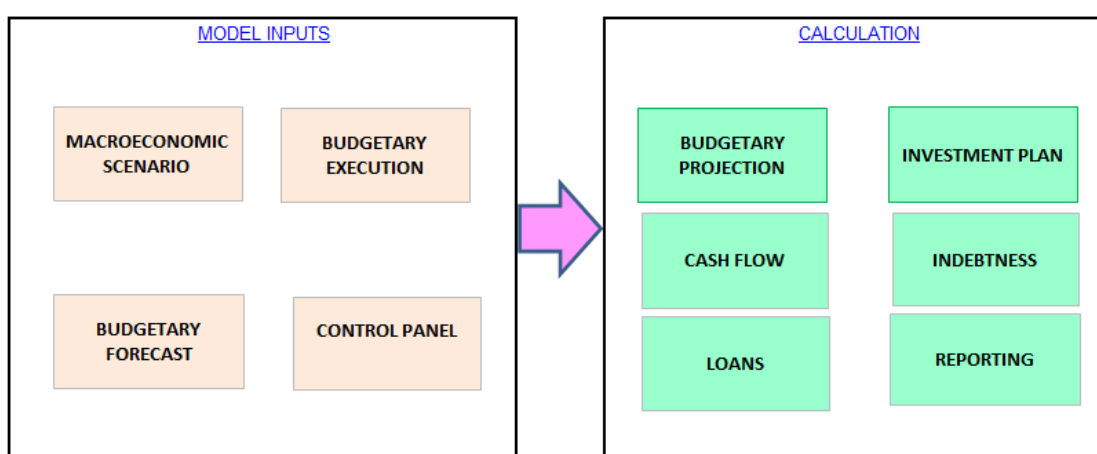 MODEL INPUTS
MACROECONOMIC
SCENARIO
BUDGETARY
EXECUTION
BUDGETARY
FORECAST
CONTROL PANEL
CALCULATION
BUDGETARY
PROJECTION
INVESTMENT PLAN
CASH FLOW
INDEBTNESS
LOANS
REPORTING